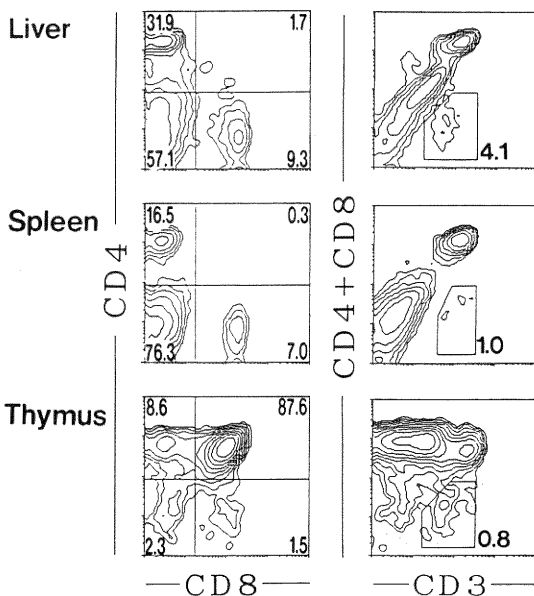 Liver
31.9 1.7
57.1 9.3
4.1
Spleen
16.5 0.3
76.3 7.0
1.0
Thymus
8.6 87.6
2.3 1.5
0.8
CD4
CD4+CD8
CD8
CD3